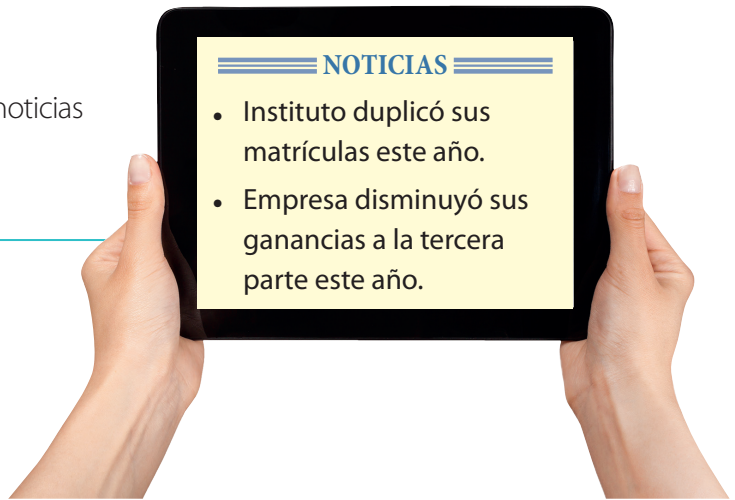 noticias
NOTICIAS
• Instituto duplicó sus
matrículas este año.
• Empresa disminuyó sus
ganancias a la tercera
parte este año.